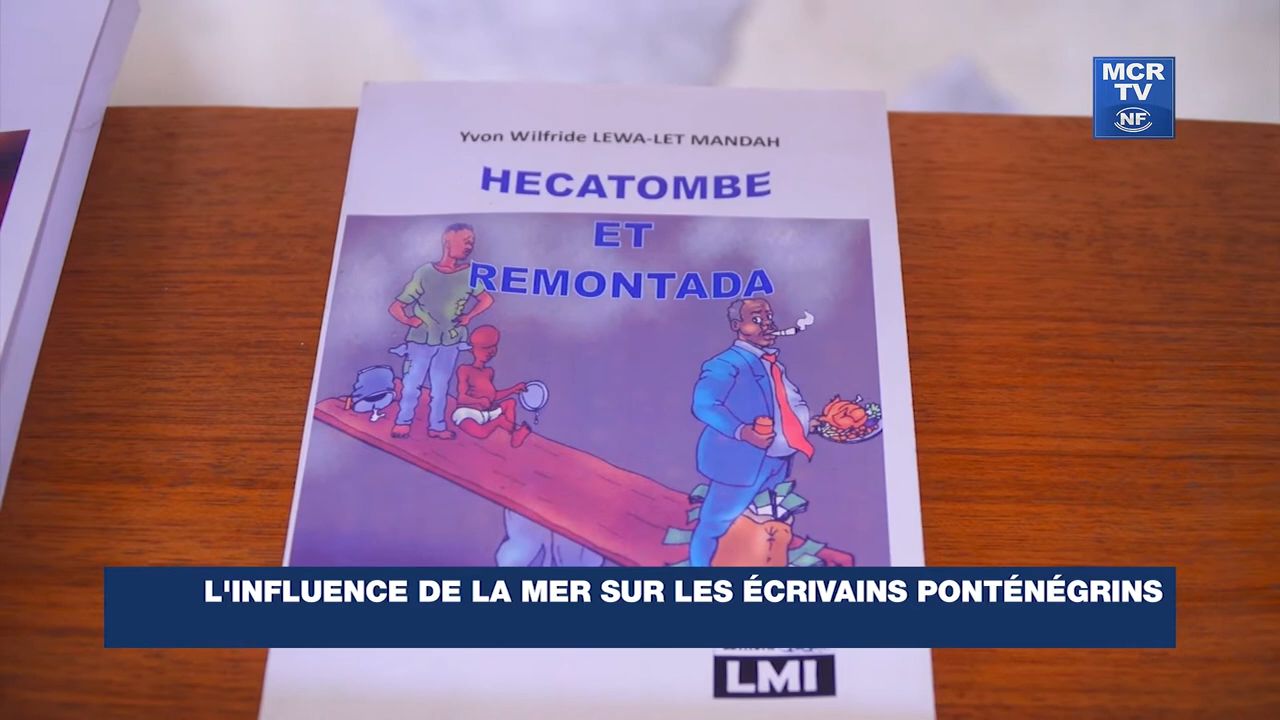 MCR
TV
NF
Yvon Wilfride LEWA-LET MANDAH
HECATOMBE
ET
REMONTADA
L'INFLUENCE DE LA MER SUR LES ÉCRIVAINS PONTÉNÉGRINS
LMI